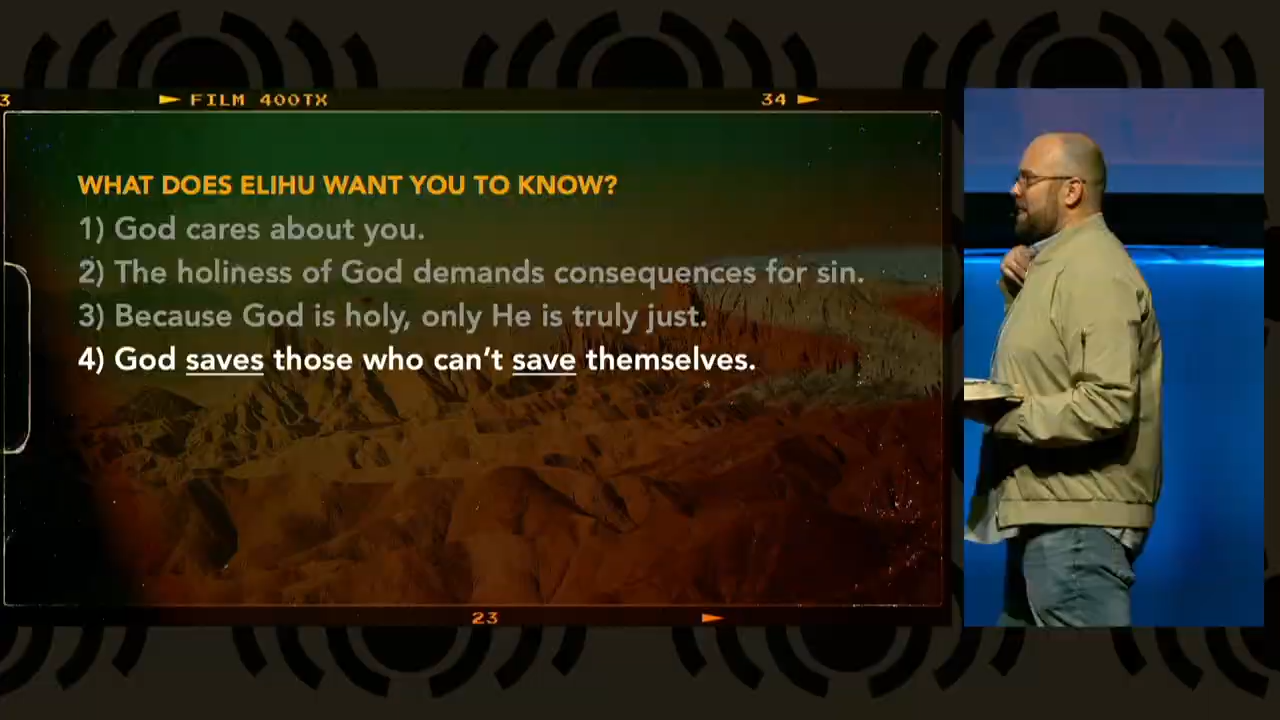 3
FILM 400TX
34
WHAT DOES ELIHU WANT YOU TO KNOW?
1) God cares about you.
2) The holiness of God demands consequences for sin.
3) Because God is holy, only He is truly just.
4) God saves those who can't save themselves.
23